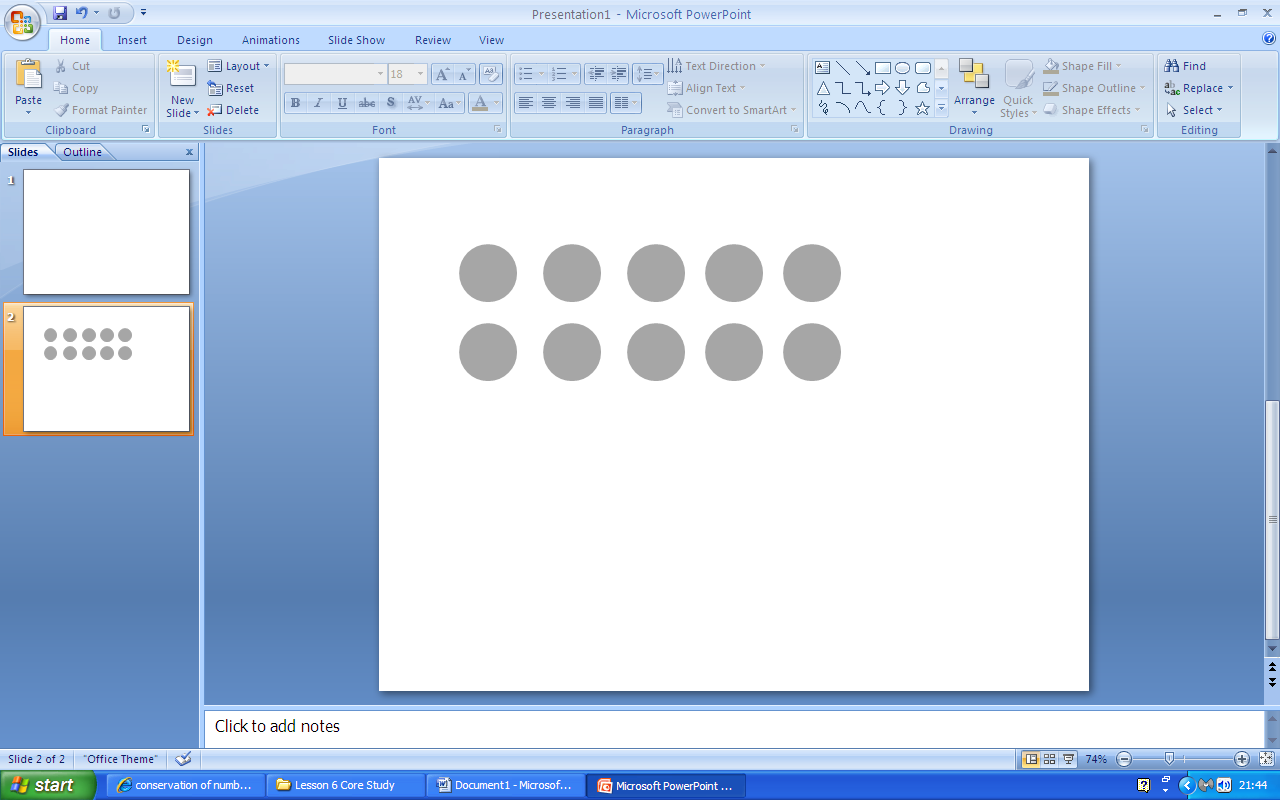 Presentation1 - Microsoft PowerPoint
Home Insert Design Animations Slide Show Review View
Paste
Cut
Copy
Format Painter
Clipboard
New Slide
Layout
Reset
Delete
Slides
18
B I U abc S AV Aa A
Font
Text Direction
Align Text
Convert to SmartArt
Paragraph
Arrange
Quick Styles
Shape Fill
Shape Outline
Shape Effects
Drawing
Find
Replace
Select
Editing
Slides Outline x
1
2
Click to add notes
Slide 2 of 2 "Office Theme" 74%
start conservation of numb... Lesson 6 Core Study Document1 - Microsof... Microsoft PowerPoint ... 21:44